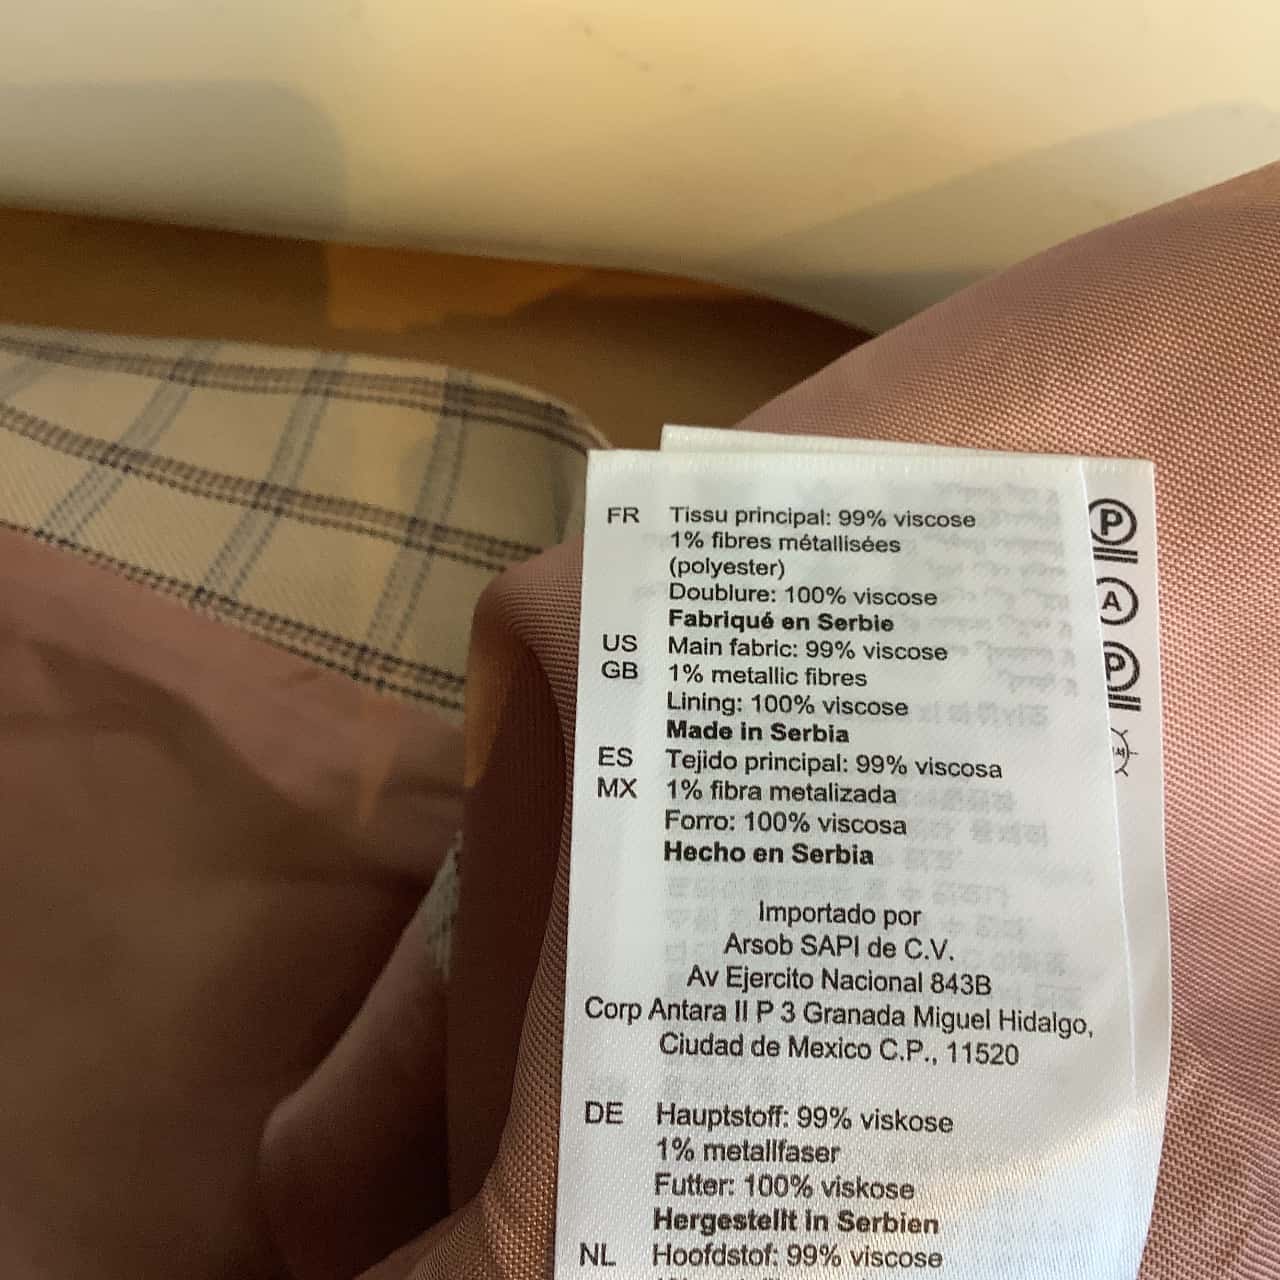 FR Tissu principal: 99% viscose
1% fibres métallisées
(polyester)
Doublure: 100% viscose
Fabriqué en Serbie
US Main fabric: 99% viscose
GB 1% metallic fibres
Lining: 100% viscose
Made in Serbia
ES Tejido principal: 99% viscosa
MX 1% fibra metalizada
Forro: 100% viscosa
Hecho en Serbia
Importado por
Arsob SAPI de C.V.
Av Ejercito Nacional 843B
Corp Antara II P 3 Granada Miguel Hidalgo,
Ciudad de Mexico C.P., 11520
DE Hauptstoff: 99% viskose
1% metallfaser
Futter: 100% viskose
Hergestellt in Serbien
NL Hoofdstof: 99% viscose
P
A
P